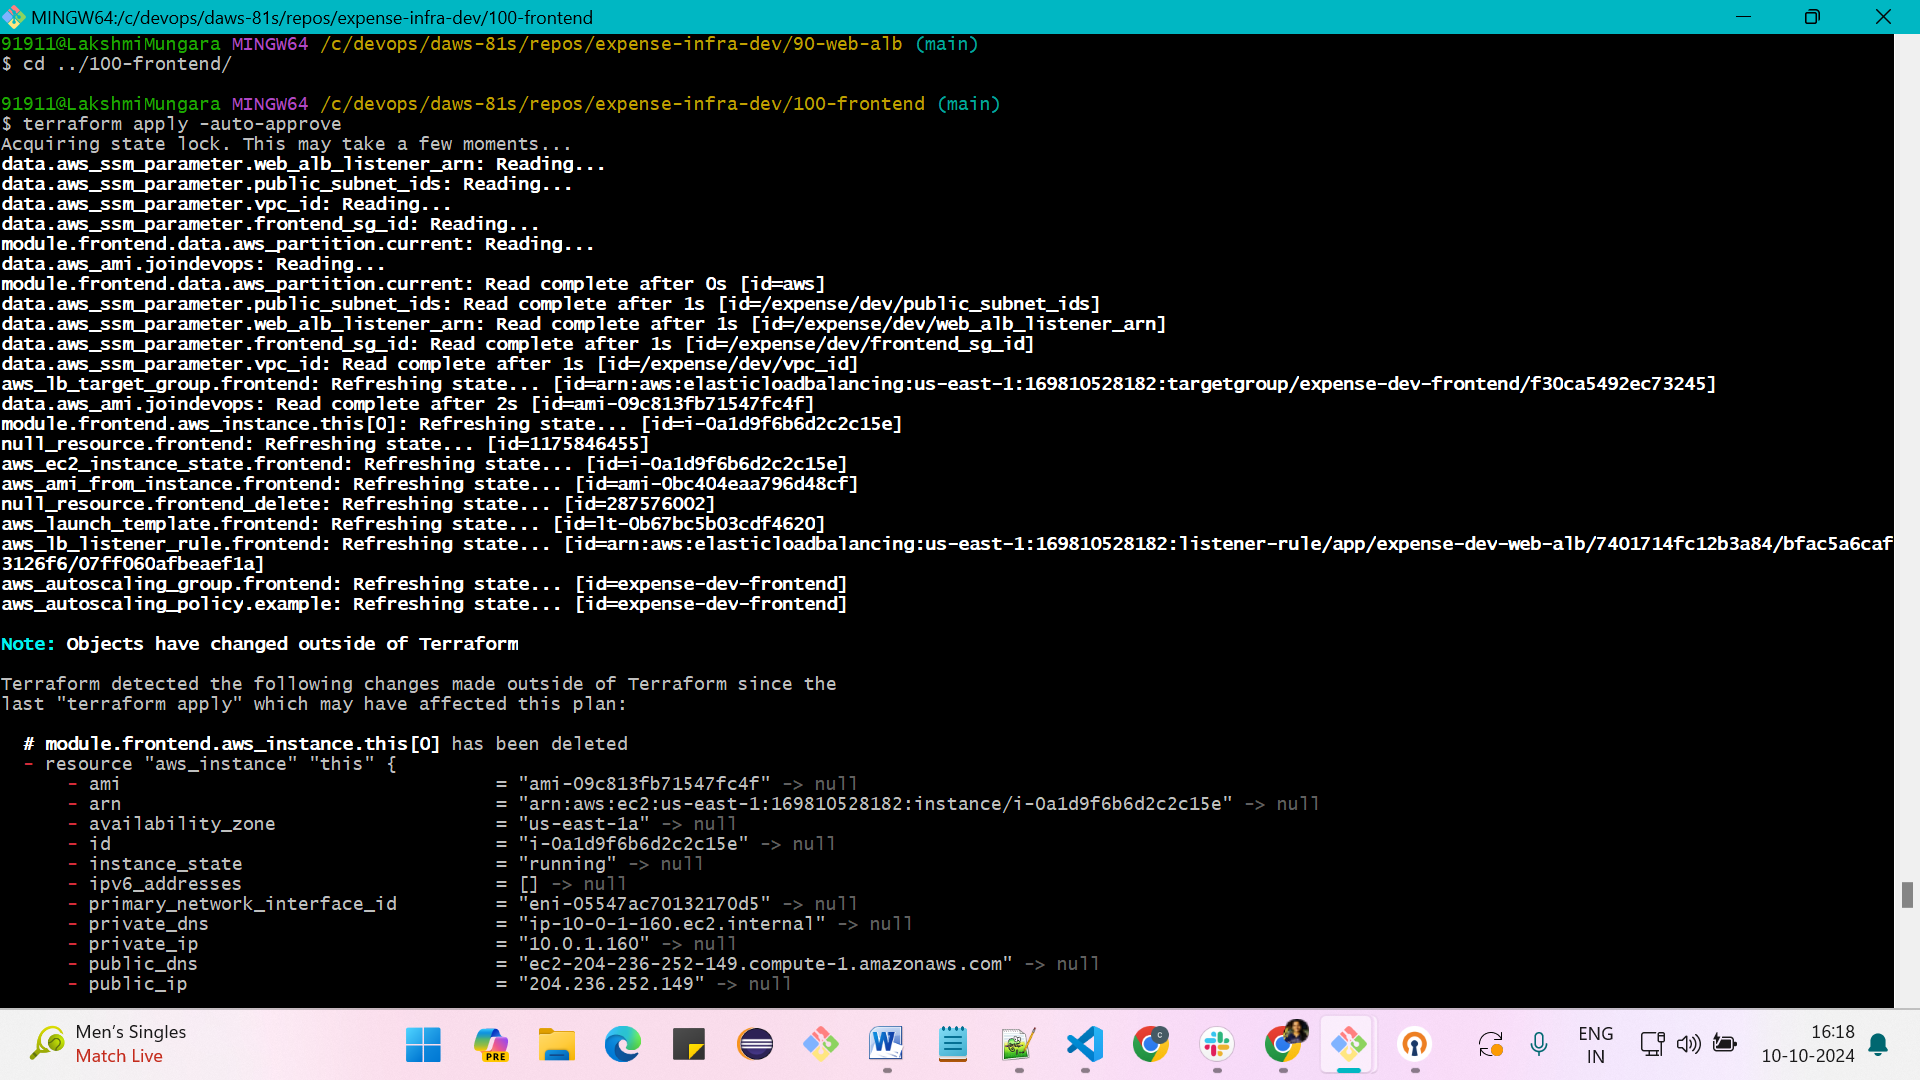 MINGW64:/c/devops/daws-81s/repos/expense-infra-dev/100-frontend
91911@LakshmiMungara MINGW64 /c/devops/daws-81s/repos/expense-infra-dev/90-web-alb (main)
$ cd ../100-frontend/
91911@LakshmiMungara MINGW64 /c/devops/daws-81s/repos/expense-infra-dev/100-frontend (main)
$ terraform apply -auto-approve
Acquiring state lock. This may take a few moments...
data.aws_ssm_parameter.web_alb_listener_arn: Reading...
data.aws_ssm_parameter.public_subnet_ids: Reading...
data.aws_ssm_parameter.vpc_id: Reading...
data.aws_ssm_parameter.frontend_sg_id: Reading...
module.frontend.data.aws_partition.current: Reading...
data.aws_ami.joindevops: Reading...
module.frontend.data.aws_partition.current: Read complete after 0s [id=aws]
data.aws_ssm_parameter.public_subnet_ids: Read complete after 1s [id=/expense/dev/public_subnet_ids]
data.aws_ssm_parameter.web_alb_listener_arn: Read complete after 1s [id=/expense/dev/web_alb_listener_arn]
data.aws_ssm_parameter.frontend_sg_id: Read complete after 1s [id=/expense/dev/frontend_sg_id]
data.aws_ssm_parameter.vpc_id: Read complete after 1s [id=/expense/dev/vpc_id]
aws_lb_target_group.frontend: Refreshing state... [id=arn:aws:elasticloadbalancing:us-east-1:169810528182:targetgroup/expense-dev-frontend/f30ca5492ec73245]
data.aws_ami.joindevops: Read complete after 2s [id=ami-09c813fb71547fc4f]
module.frontend.aws_instance.this[0]: Refreshing state... [id=i-0a1d9f6b6d2c2c15e]
null_resource.frontend: Refreshing state... [id=1175846455]
aws_ec2_instance_state.frontend: Refreshing state... [id=i-0a1d9f6b6d2c2c15e]
aws_ami_from_instance.frontend: Refreshing state... [id=ami-0bc404eaa796d48cf]
null_resource.frontend_delete: Refreshing state... [id=287576002]
aws_launch_template.frontend: Refreshing state... [id=lt-0b67bc5b03cdf4620]
aws_lb_listener_rule.frontend: Refreshing state... [id=arn:aws:elasticloadbalancing:us-east-1:169810528182:listener-rule/app/expense-dev-web-alb/7401714fc12b3a84/bfac5a6caf
3126f6/07ff060afbeaef1a]
aws_autoscaling_group.frontend: Refreshing state... [id=expense-dev-frontend]
aws_autoscaling_policy.example: Refreshing state... [id=expense-dev-frontend]
Note: Objects have changed outside of Terraform
Terraform detected the following changes made outside of Terraform since the
last "terraform apply" which may have affected this plan:
# module.frontend.aws_instance.this[0] has been deleted
- resource "aws_instance" "this" {
- ami = "ami-09c813fb71547fc4f" -> null
- arn = "arn:aws:ec2:us-east-1:169810528182:instance/i-0a1d9f6b6d2c2c15e" -> null
- availability_zone = "us-east-1a" -> null
- id = "i-0a1d9f6b6d2c2c15e" -> null
- instance_state = "running" -> null
- ipv6_addresses = [] -> null
- primary_network_interface_id = "eni-05547ac70132170d5" -> null
- private_dns = "ip-10-0-1-160.ec2.internal" -> null
- private_ip = "10.0.1.160" -> null
- public_dns = "ec2-204-236-252-149.compute-1.amazonaws.com" -> null
- public_ip = "204.236.252.149" -> null
Men's Singles
Match Live
PRE
ENG
IN
16:18
10-10-2024